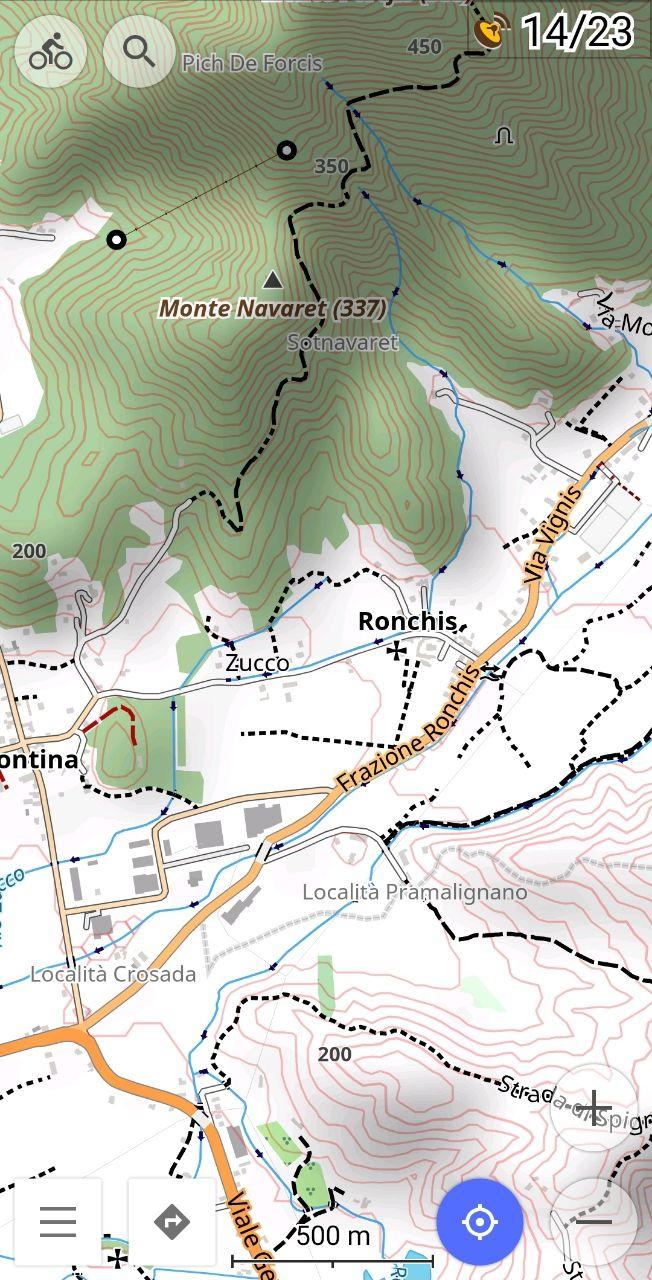 14/23
450
Pich De Forcis
350
Monte Navaret (337)
Sotnavaret
Via Mo
200
Via Vignis
Ronchis
Zucco
Frazione Ronchis
ontina
Località Pramalignano
Località Crosada
200
Strada di Spign
Viale Ge
500 m